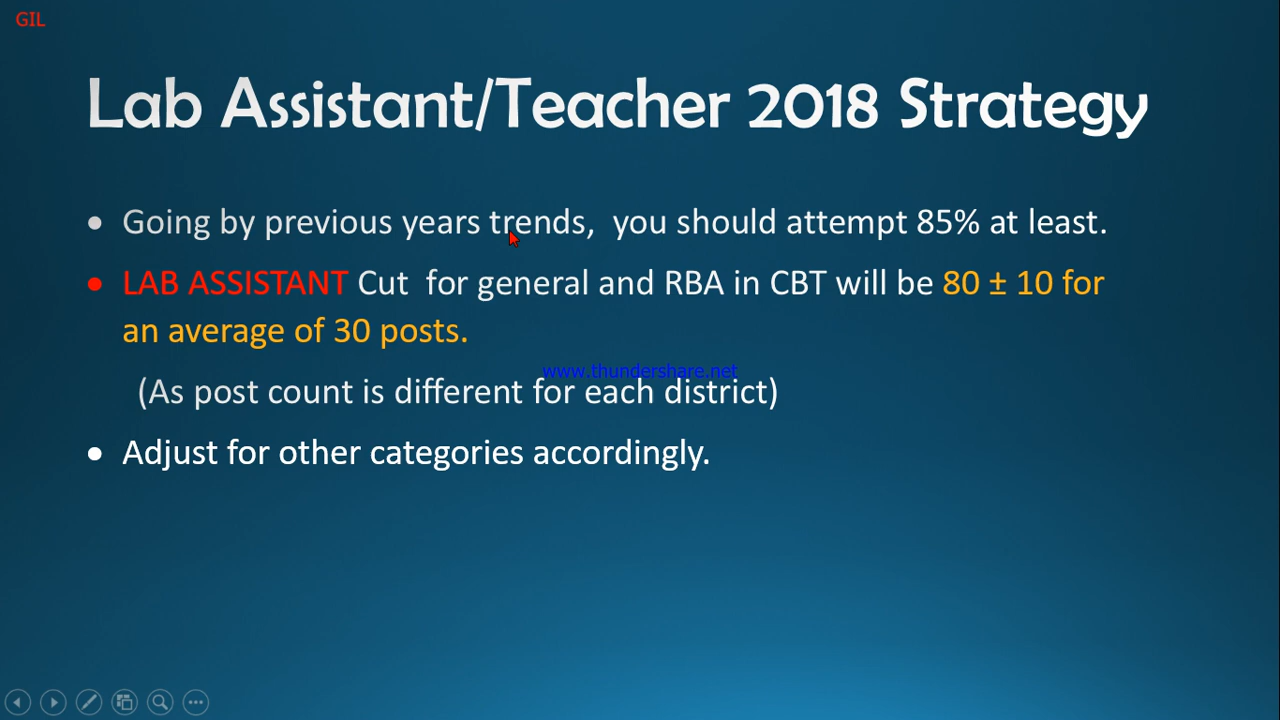 GIL
Lab Assistant/Teacher 2018 Strategy
• Going by previous years trends, you should attempt 85% at least.
• LAB ASSISTANT Cut for general and RBA in CBT will be 80 ± 10 for
an average of 30 posts.
www.thundershare.net
(As post count is different for each district)
• Adjust for other categories accordingly.